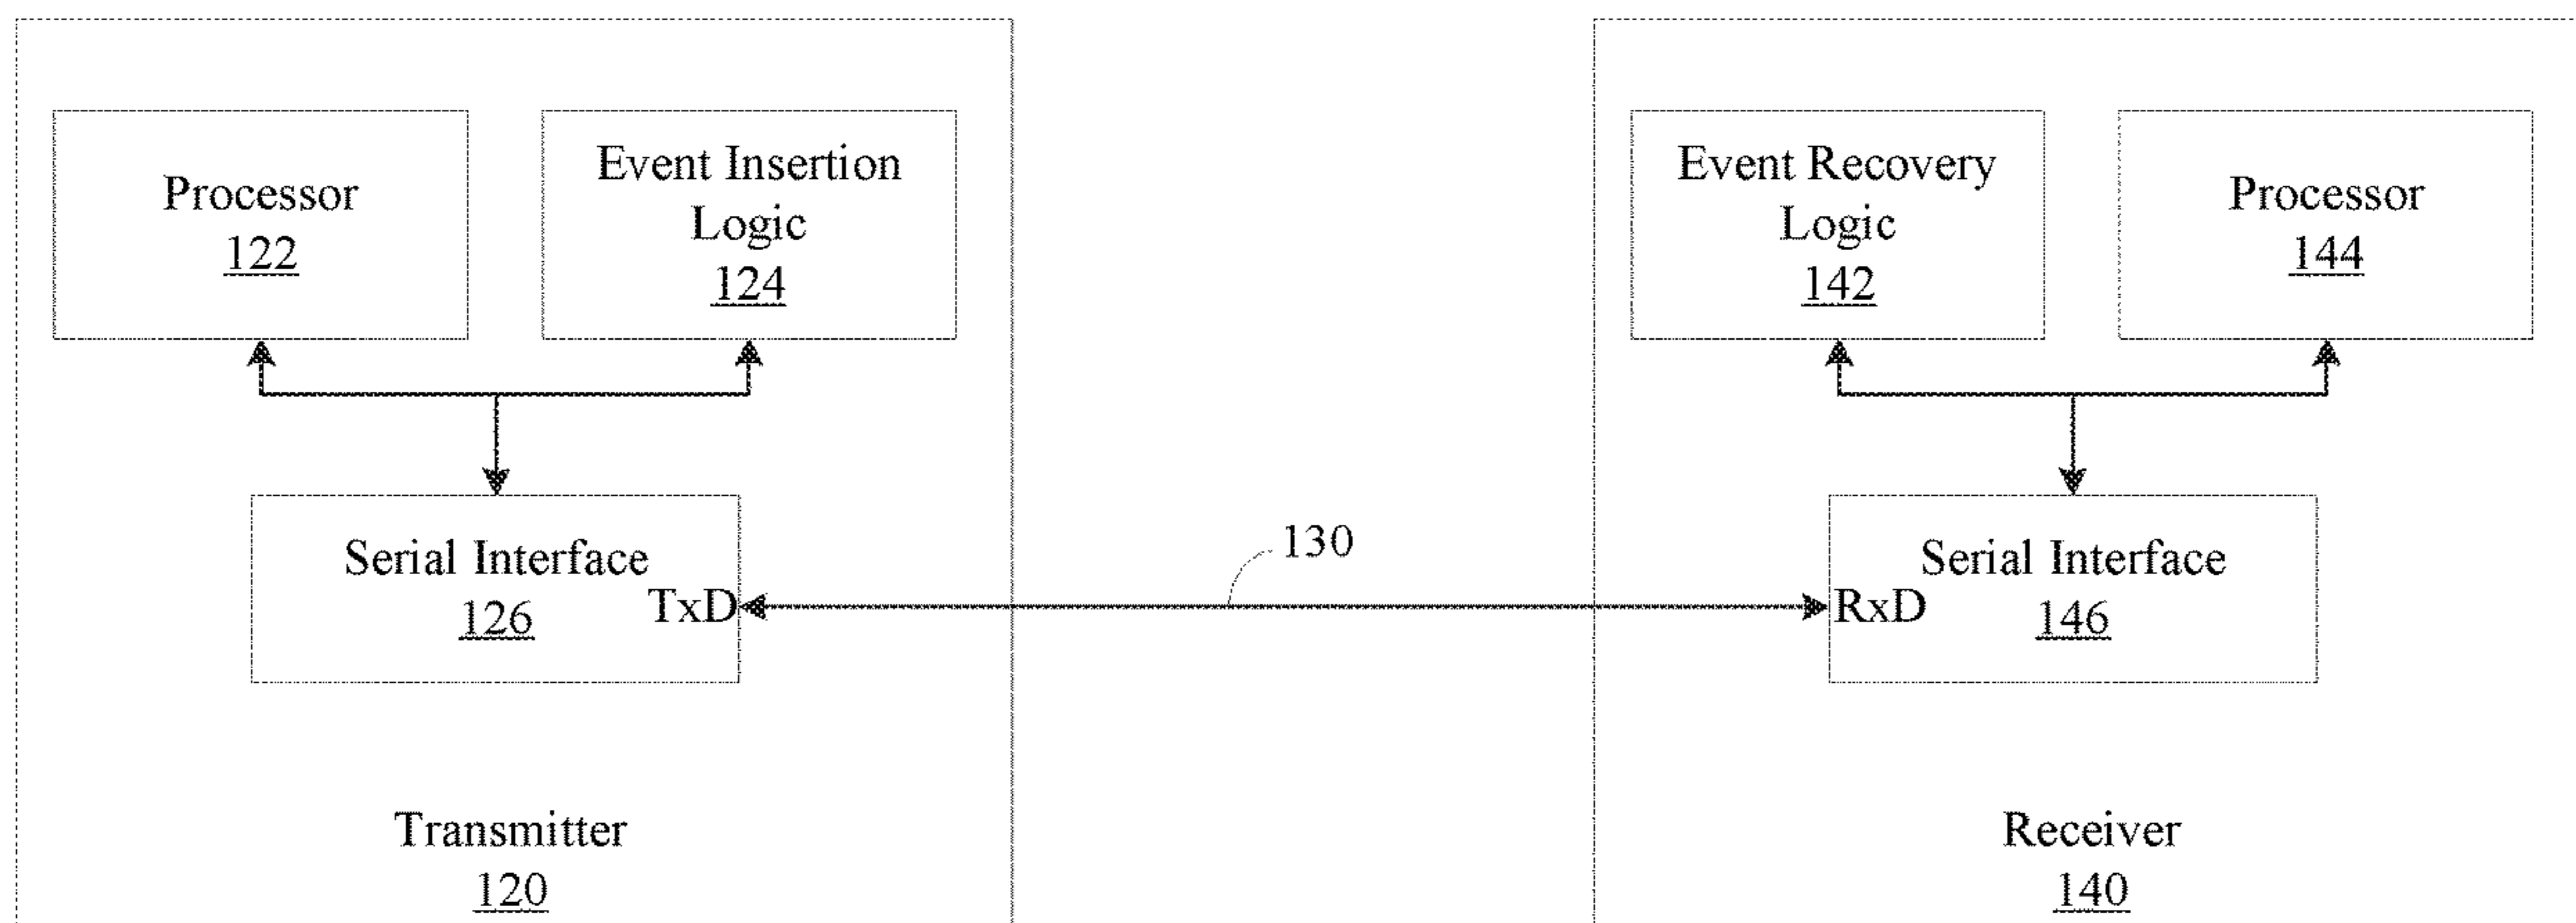 Processor
122
Event Insertion
Logic
124
Event Recovery
Logic
142
Processor
144
Serial Interface
126
TxD
130
RxD
Serial Interface
146
Transmitter
120
Receiver
140